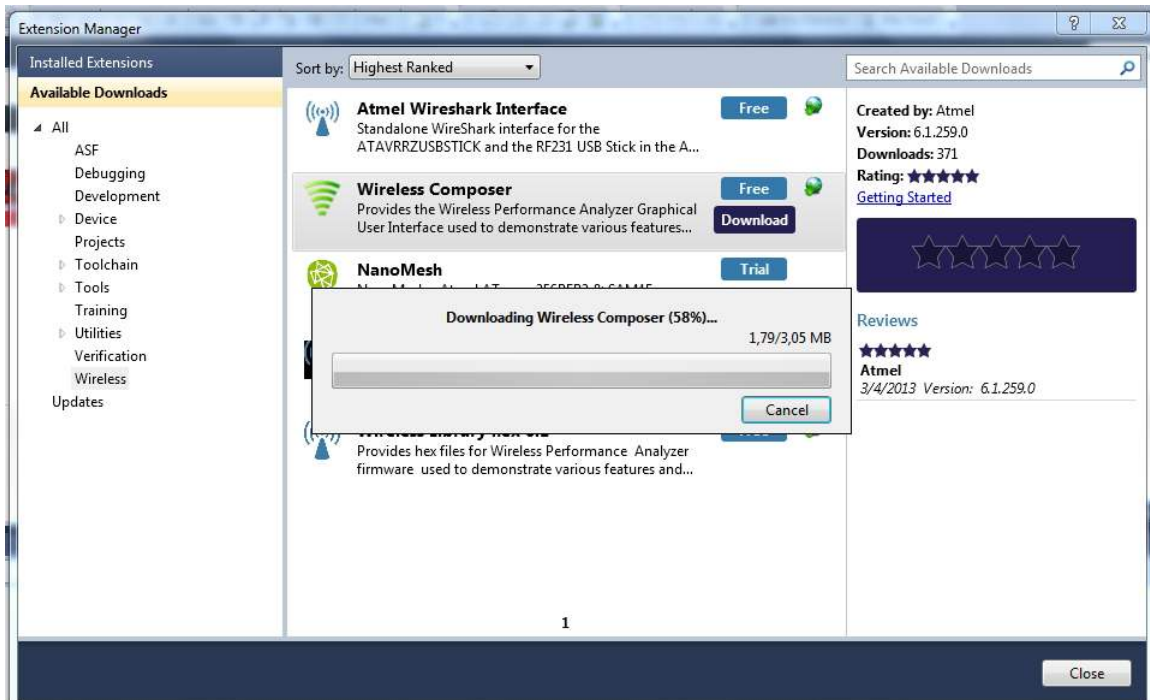 Extension Manager
Installed Extensions
Available Downloads
All
ASF
Debugging
Development
Device
Projects
Toolchain
Tools
Training
Utilities
Verification
Wireless
Updates
Sort by: Highest Ranked
Atmel Wireshark Interface
Free
Standalone WireShark interface for the
ATAVRRZUSBSTICK and the RF231 USB Stick in the A...
Wireless Composer
Free
Provides the Wireless Performance Analyzer Graphical
User Interface used to demonstrate various features...
Download
NanoMesh
Trial
Downloading Wireless Composer (58%)...
1,79/3,05 MB
Cancel
Provides hex files for Wireless Performance Analyzer
firmware used to demonstrate various features and...
1
Search Available Downloads
Created by: Atmel
Version: 6.1.259.0
Downloads: 371
Rating:
Getting Started
Reviews
Atmel
3/4/2013 Version: 6.1.259.0
Close